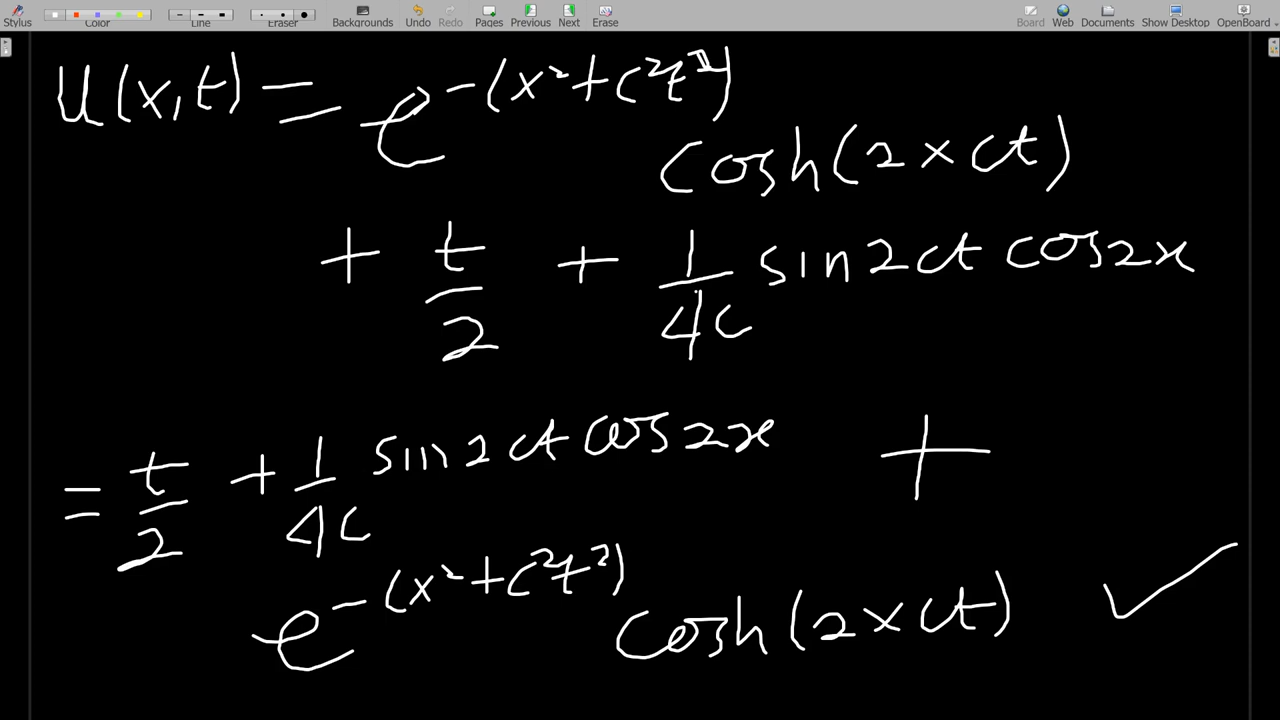 Stylus Color Line Eraser Backgrounds Undo Redo Pages Previous Next Erase Board Web Documents Show Desktop OpenBoard
u(x,t) = e^-(x²+c²t²)
cosh(2xct)
+ t/2 + 1/4c sin2ct cos2x
= t/2 + 1/4c sin2ct cos2x +
e^-(x²+c²t²) cosh(2xct) ✓